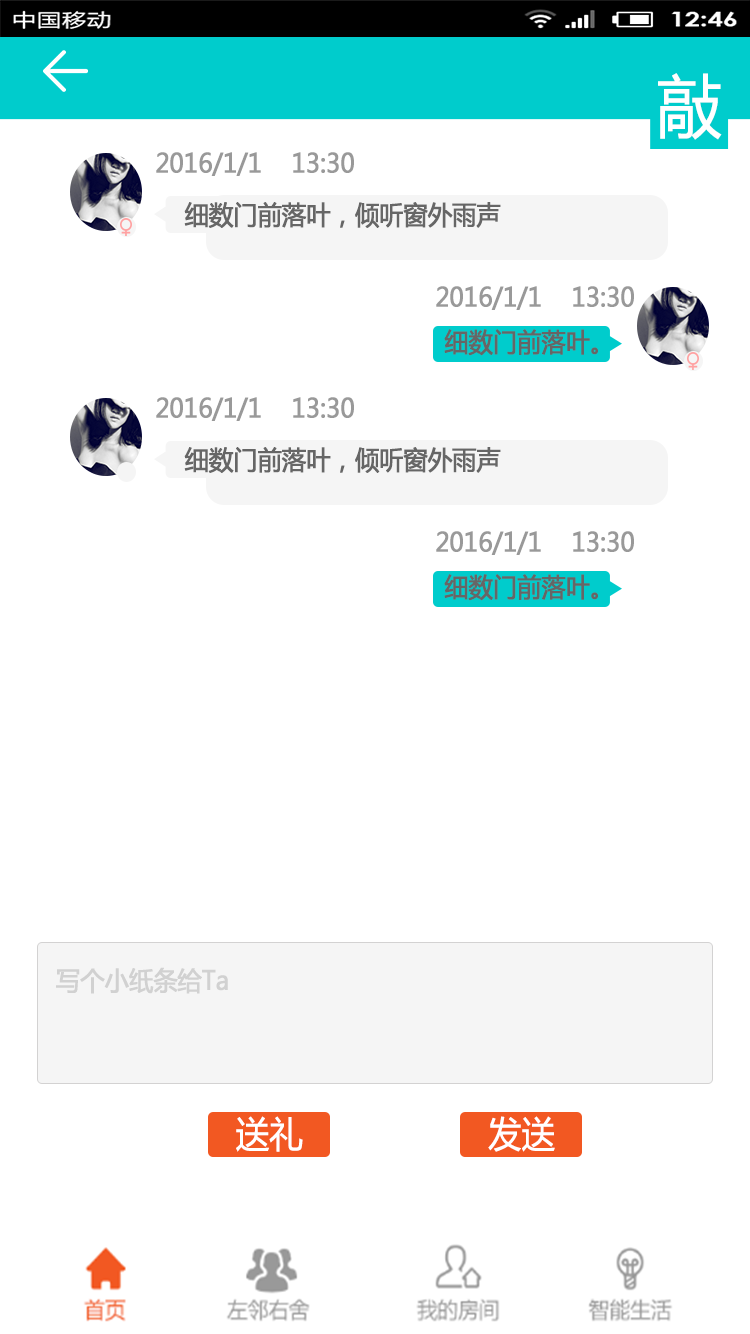 中国移动 12:46
敲
2016/1/1 13:30
细数门前落叶，倾听窗外雨声
2016/1/1 13:30
细数门前落叶。
2016/1/1 13:30
细数门前落叶，倾听窗外雨声
2016/1/1 13:30
细数门前落叶。
写个小纸条给Ta
送礼 发送
首页 左邻右舍 我的房间 智能生活